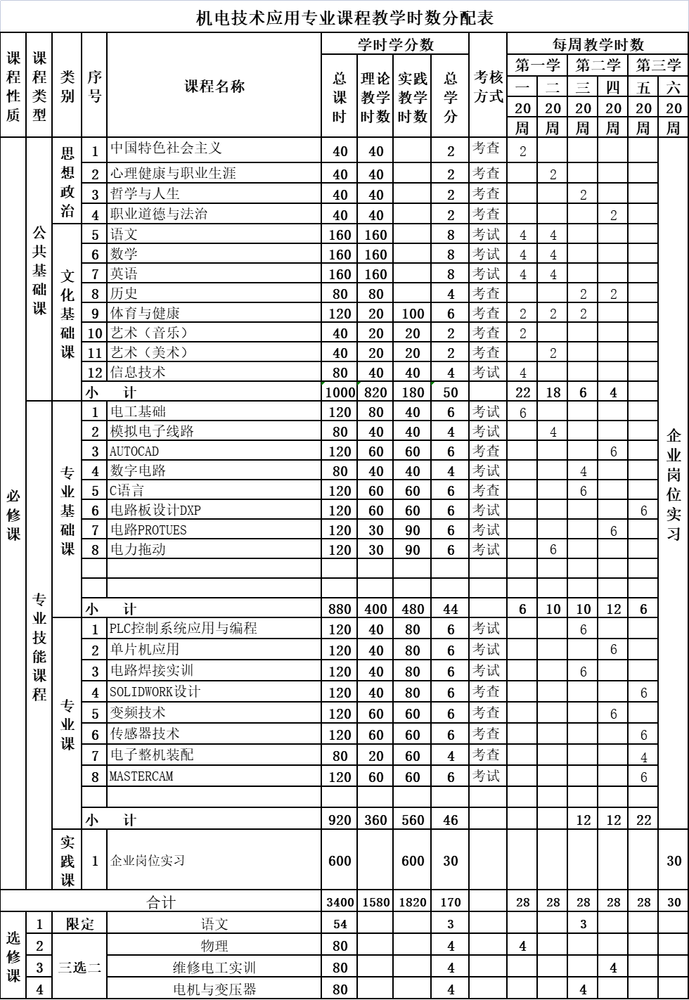 机电技术应用专业课程教学时数分配表
课程性质 课程类型 类别 序号 课程名称 学时学分数 考核方式 每周教学时数
总课时 理论教学时数 实践教学时数 总学分 第一学 第二学 第三学
一 二 三 四 五 六
20周 20周 20周 20周 20周 20周
必修课
公共基础课
思想政治
1 中国特色社会主义 40 40 2 考查 2
2 心理健康与职业生涯 40 40 2 考查 2
3 哲学与人生 40 40 2 考查 2
4 职业道德与法治 40 40 2 考查 2
文化基础课
5 语文 160 160 8 考试 4 4
6 数学 160 160 8 考试 4 4
7 英语 160 160 8 考试 4 4
8 历史 80 80 4 考查 2 2
9 体育与健康 120 20 100 6 考查 2 2 2
10 艺术（音乐） 40 20 20 2 考查 2
11 艺术（美术） 40 20 20 2 考查 2
12 信息技术 80 40 40 4 考试 4
小 计 1000 820 180 50 22 18 6 4
专业技能课程
专业基础课
1 电工基础 120 80 40 6 考试 6
2 模拟电子线路 80 40 40 4 考试 4
3 AUTOCAD 120 60 60 6 考查 6
4 数字电路 80 40 40 4 考试 4
5 C语言 120 60 60 6 考查 6
6 电路板设计DXP 120 60 60 6 考试 6
7 电路PROTUES 120 30 90 6 考试 6
8 电力拖动 120 30 90 6 考试 6
小 计 880 400 480 44 6 10 10 12 6
专业课
1 PLC控制系统应用与编程 120 40 80 6 考试 6
2 单片机应用 120 40 80 6 考试 6
3 电路焊接实训 120 40 80 6 考试 6
4 SOLIDWORK设计 120 40 80 6 考查 6
5 变频技术 120 60 60 6 考查 6
6 传感器技术 120 60 60 6 考查 6
7 电子整机装配 80 20 60 4 考查 4
8 MASTERCAM 120 60 60 6 考试 6
小 计 920 360 560 46 12 12 22
企业岗位实习
实践课
1 企业岗位实习 600 600 30 30
合计 3400 1580 1820 170 28 28 28 28 28 30
选修课
1 限定 语文 54 3 3
三选二
2 物理 80 4 4
3 维修电工实训 80 4 4
4 电机与变压器 80 4 4